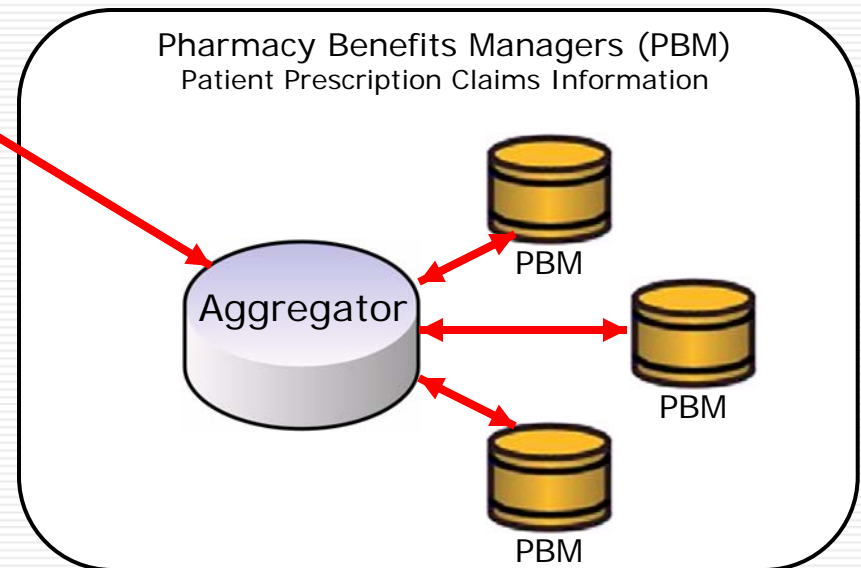 Pharmacy Benefits Managers (PBM)
Patient Prescription Claims Information
PBM
Aggregator
PBM
PBM